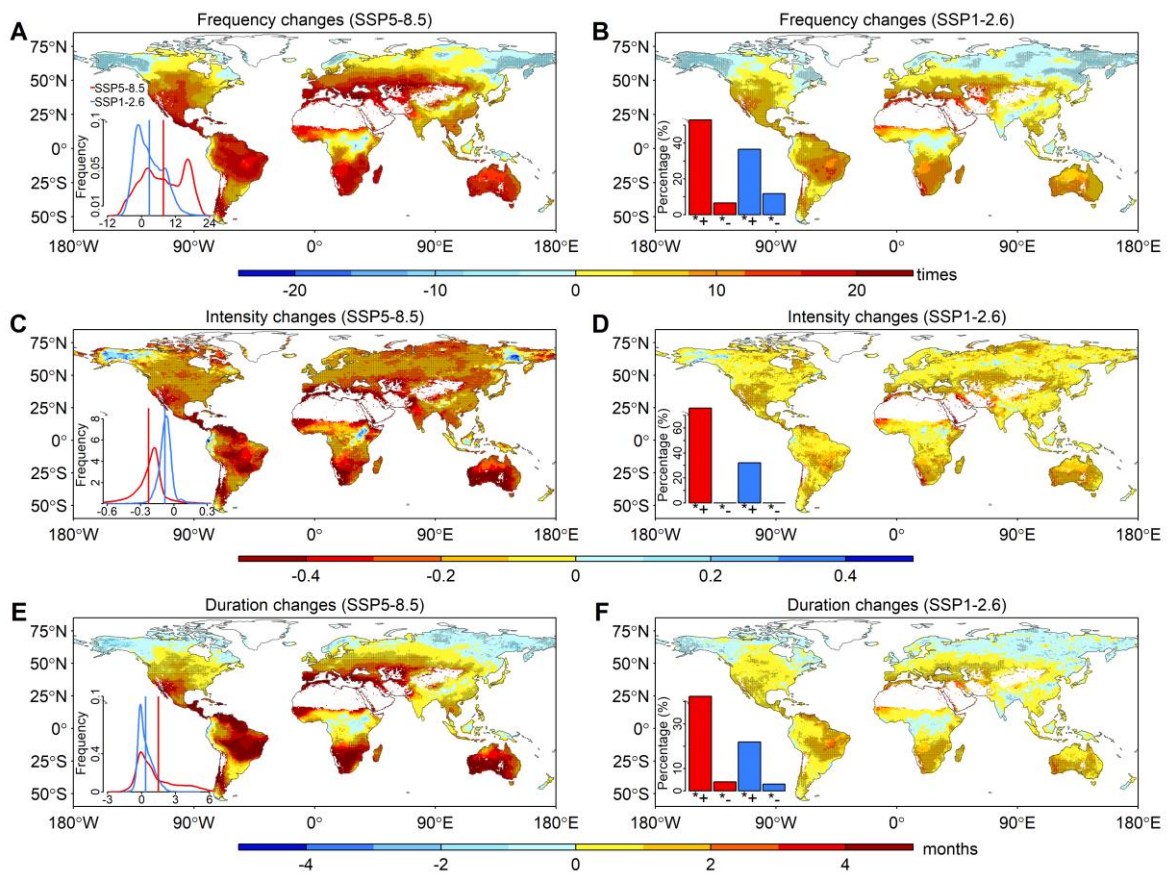 Frequency changes (SSP5-8.5)
Frequency changes (SSP1-2.6)
A
B
75°N
50°N
25°N
0°
25°S
50°S
75°N
50°N
25°N
0°
25°S
50°S
SSP5-8.5
SSP1-2.6
Frequency
0.1
0.05
0.01
-12 0 12 24
Percentage (%)
40
20
0
*+ *- *+ *-
180°W 90°W 0° 90°E 180°E
180°W 90°W 0° 90°E 180°E
-20 -10 0 10 20 times
Intensity changes (SSP5-8.5)
Intensity changes (SSP1-2.6)
C
D
75°N
50°N
25°N
0°
25°S
50°S
75°N
50°N
25°N
0°
25°S
50°S
Frequency
8
6
4
2
-0.6 -0.3 0 0.3
Percentage (%)
60
40
20
0
*+ *- *+ *-
180°W 90°W 0° 90°E 180°E
180°W 90°W 0° 90°E 180°E
-0.4 -0.2 0 0.2 0.4
Duration changes (SSP5-8.5)
Duration changes (SSP1-2.6)
E
F
75°N
50°N
25°N
0°
25°S
50°S
75°N
50°N
25°N
0°
25°S
50°S
Frequency
0.1
0.4
0
-3 0 3 6
Percentage (%)
30
10
0
*+ *- *+ *-
180°W 90°W 0° 90°E 180°E
180°W 90°W 0° 90°E 180°E
-4 -2 0 2 4 months